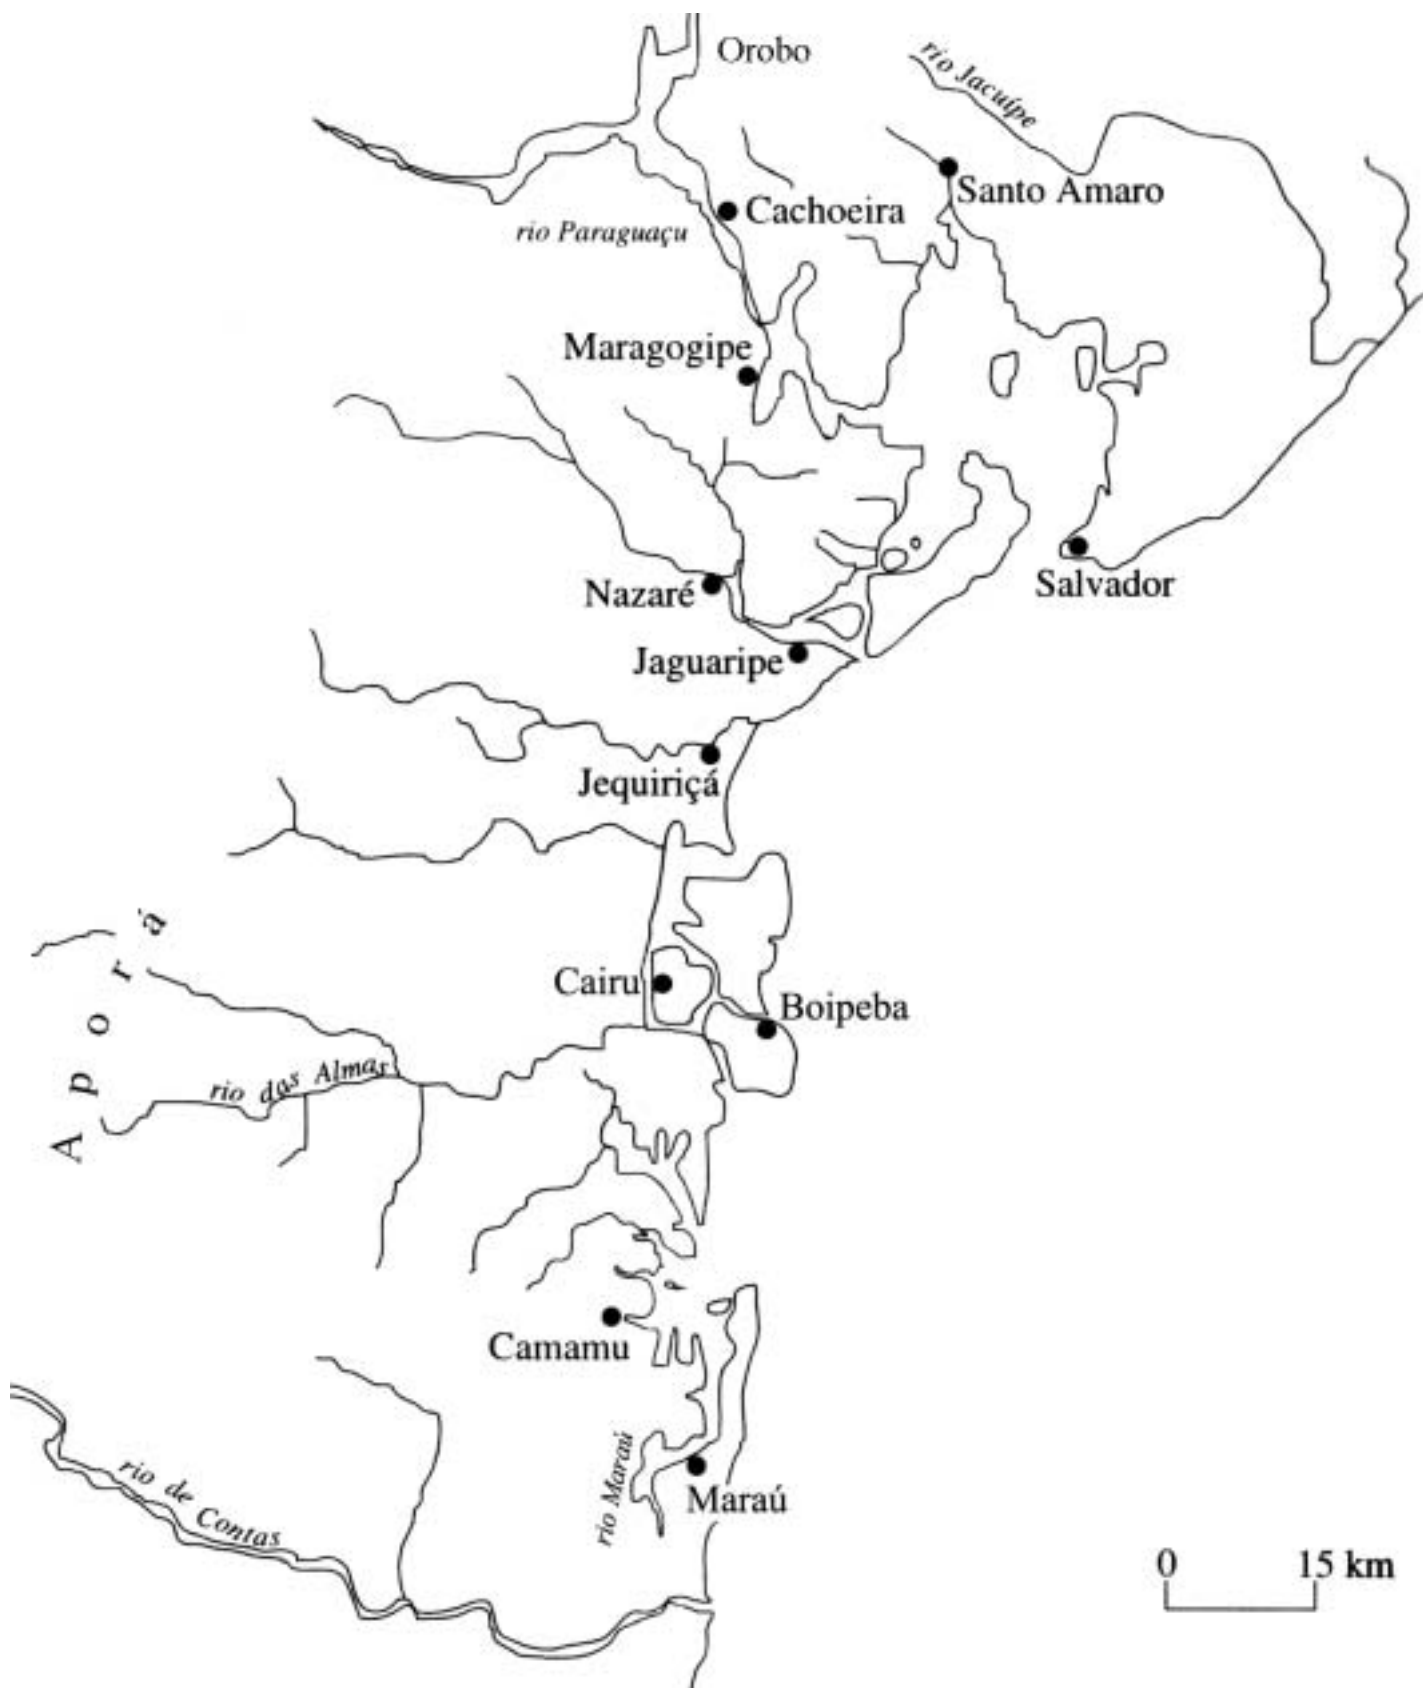 Orobo
rio Jacuípe
Santo Amaro
Cachoeira
rio Paraguaçu
Maragogipe
Nazaré
Salvador
Jaguaripe
Jequiriçá
Aporá
Cairu
Boipeba
rio das Almas
Camamu
rio Maraú
Maraú
rio de Contas
0 15 km